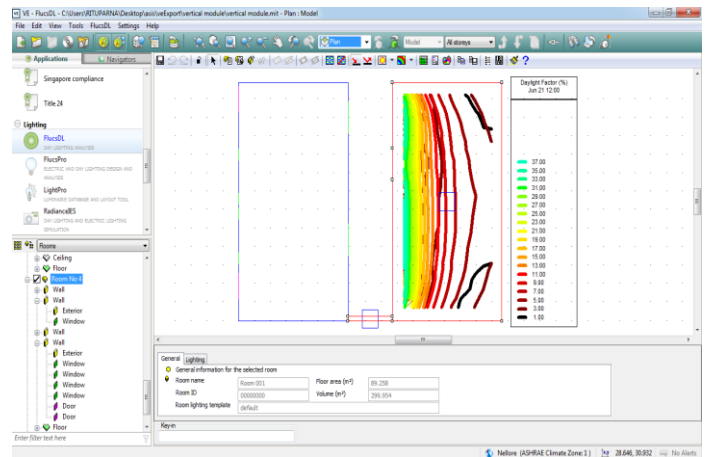 VE - FlucsDL - C:\Users\RITUPARNA\Desktop\asii\veExport\vertical module\vertical module.mit - Plan : Model
File Edit View Tools FlucsDL Settings Help
Plan Model All storeys
Applications Navigators
Singapore compliance
Title 24
Lighting
FlucsDL
DAY LIGHTING ANALYSIS
FlucsPro
ELECTRIC AND DAY LIGHTING DESIGN AND
ANALYSIS
LightPro
LUMINAIRE DATABASE AND LAYOUT TOOL
RadianceIES
DAY LIGHTING AND ELECTRIC LIGHTING
SIMULATION
Rooms
Ceiling
Floor
Room No 4
Wall
Wall
Exterior
Window
Wall
Wall
Exterior
Window
Window
Window
Door
Door
Floor
Enter filter text here
Daylight Factor (%)
Jun 21 12:00
37.00
35.00
33.00
31.00
29.00
27.00
25.00
23.00
21.00
19.00
17.00
15.00
13.00
11.00
9.00
7.00
5.00
3.00
1.00
General Lighting
General information for the selected room
Room name Room 001 Floor area (m²) 89.258
Room ID 00000000 Volume (m³) 299.954
Room lighting template default
Key-in
Nellore (ASHRAE Climate Zone: 1) 28.646, 30.932 No Alerts